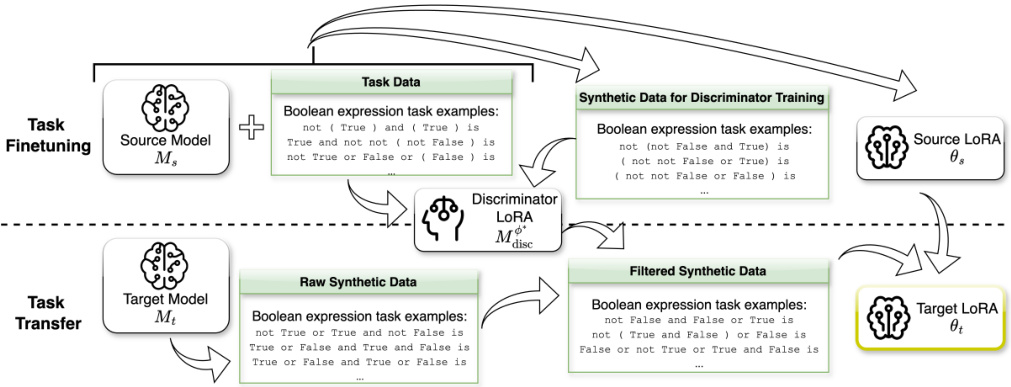 Task
Finetuning
Source Model
M_s
Task Data
Boolean expression task examples:
not ( True ) and ( True ) is
True and not not ( not False ) is
not True or False or ( False ) is
...
Synthetic Data for Discriminator Training
Boolean expression task examples:
not (not False and True) is
( not not False or True) is
( not not False or False ) is
...
Source LoRA
θ_s
Discriminator
LoRA
M_disc^ϕ*
Task
Transfer
Target Model
M_t
Raw Synthetic Data
Boolean expression task examples:
not True or True and not False is
True or False and True and False is
True or False and True or False is
...
Filtered Synthetic Data
Boolean expression task examples:
not False and False or True is
not ( True and False ) or False is
False or not True or True and False is
...
Target LoRA
θ_t